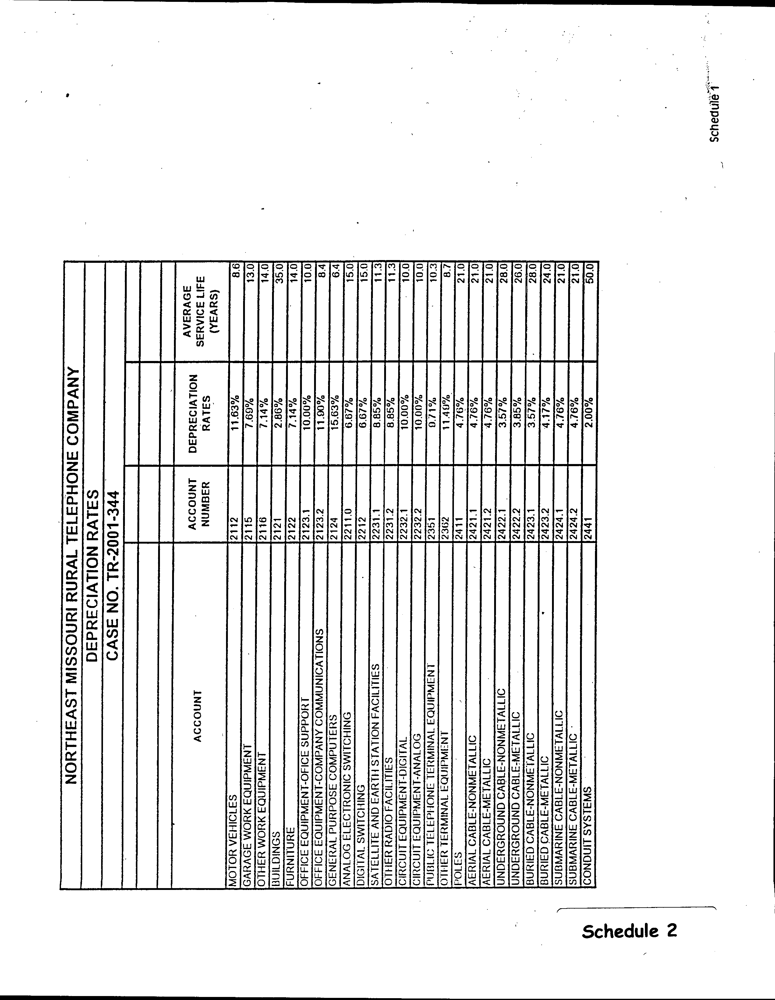 NORTHEAST MISSOURI RURAL TELEPHONE COMPANY
DEPRECIATION RATES
CASE NO. TR-2001-344
ACCOUNT ACCOUNT NUMBER DEPRECIATION RATES AVERAGE SERVICE LIFE (YEARS)
MOTOR VEHICLES 2112 11.63% 8.6
GARAGE WORK EQUIPMENT 2115 7.69% 13.0
OTHER WORK EQUIPMENT 2116 7.14% 14.0
BUILDINGS 2121 2.86% 35.0
FURNITURE 2122 7.14% 14.0
OFFICE EQUIPMENT-OFICE SUPPORT 2123.1 10.00% 10.0
OFFICE EQUIPMENT-COMPANY COMMUNICATIONS 2123.2 11.90% 8.4
GENERAL PURPOSE COMPUTERS 2124 15.63% 6.4
ANALOG ELECTRONIC SWITCHING 2211.0 6.67% 15.0
DIGITAL SWITCHING 2212 6.67% 15.0
SATELLITE AND EARTH STATION FACILITIES 2231.1 8.85% 11.3
OTHER RADIO FACILITIES 2231.2 8.85% 11.3
CIRCUIT EQUIPMENT-DIGITAL 2232.1 10.00% 10.0
CIRCUIT EQUIPMENT-ANALOG 2232.2 10.00% 10.0
PUBLIC TELEPHONE TERMINAL EQUIPMENT 2351 9.71% 10.3
OTHER TERMINAL EQUIPMENT 2362 11.49% 8.7
POLES 2411 4.76% 21.0
AERIAL CABLE-NONMETALLIC 2421.1 4.76% 21.0
AERIAL CABLE-METALLIC 2421.2 4.76% 21.0
UNDERGROUND CABLE-NONMETALLIC 2422.1 3.57% 28.0
UNDERGROUND CABLE-METALLIC 2422.2 3.85% 26.0
BURIED CABLE-NONMETALLIC 2423.1 3.57% 28.0
BURIED CABLE-METALLIC 2423.2 4.17% 24.0
SUBMARINE CABLE-NONMETALLIC 2424.1 4.76% 21.0
SUBMARINE CABLE-METALLIC 2424.2 4.76% 21.0
CONDUIT SYSTEMS 2441 2.00% 50.0
Schedule 1
Schedule 2